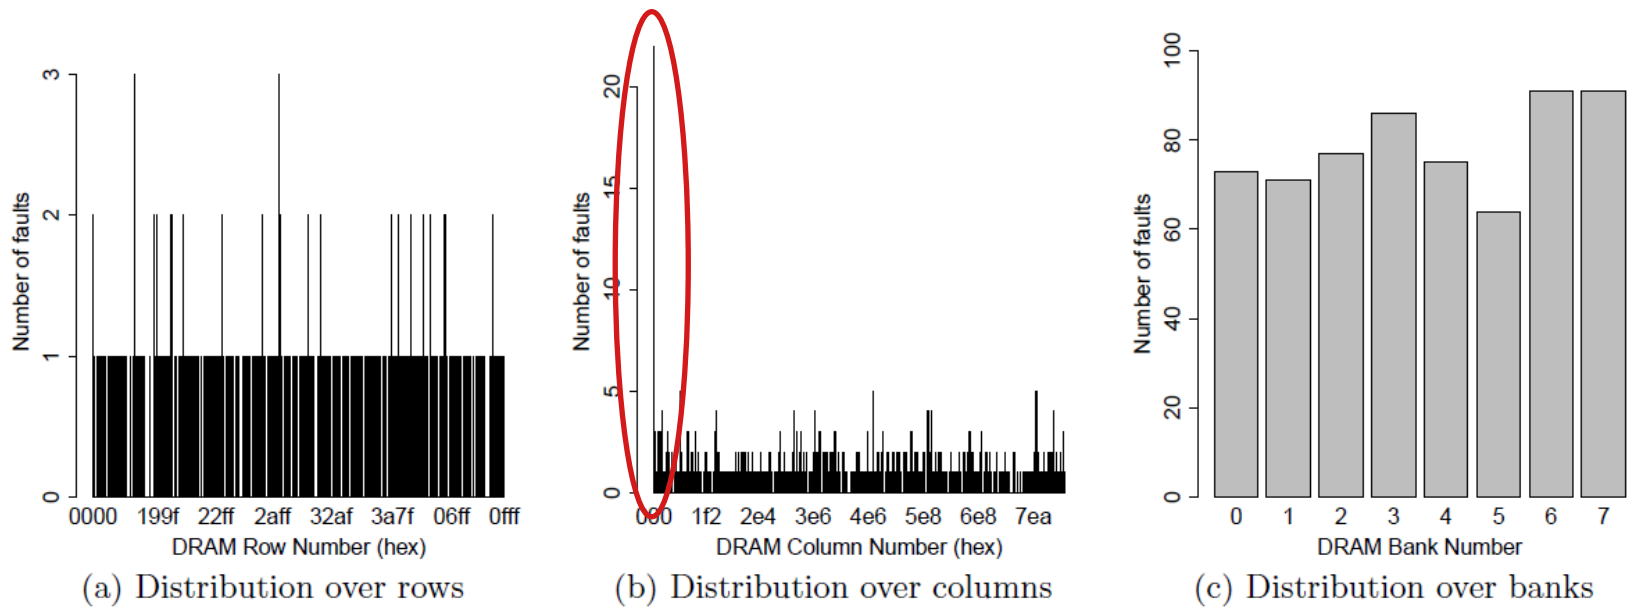 3
2
1
0
Number of faults
0000 199f 22ff 2aff 32af 3a7f 06ff 0fff
DRAM Row Number (hex)
(a) Distribution over rows
20
15
10
5
0
Number of faults
000 1f2 2e4 3e6 4e6 5e8 6e8 7ea
DRAM Column Number (hex)
(b) Distribution over columns
100
80
60
40
20
0
Number of faults
0 1 2 3 4 5 6 7
DRAM Bank Number
(c) Distribution over banks